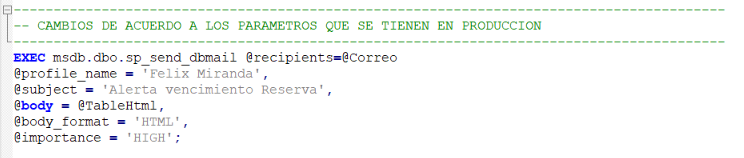 -------------------------------------------------------------------------------------------
-- CAMBIOS DE ACUERDO A LOS PARAMETROS QUE SE TIENEN EN PRODUCCION
-------------------------------------------------------------------------------------------
EXEC msdb.dbo.sp_send_dbmail @recipients=@Correo
@profile_name = 'Felix Miranda',
@subject = 'Alerta vencimiento Reserva',
@body = @TableHtml,
@body_format = 'HTML',
@importance = 'HIGH';